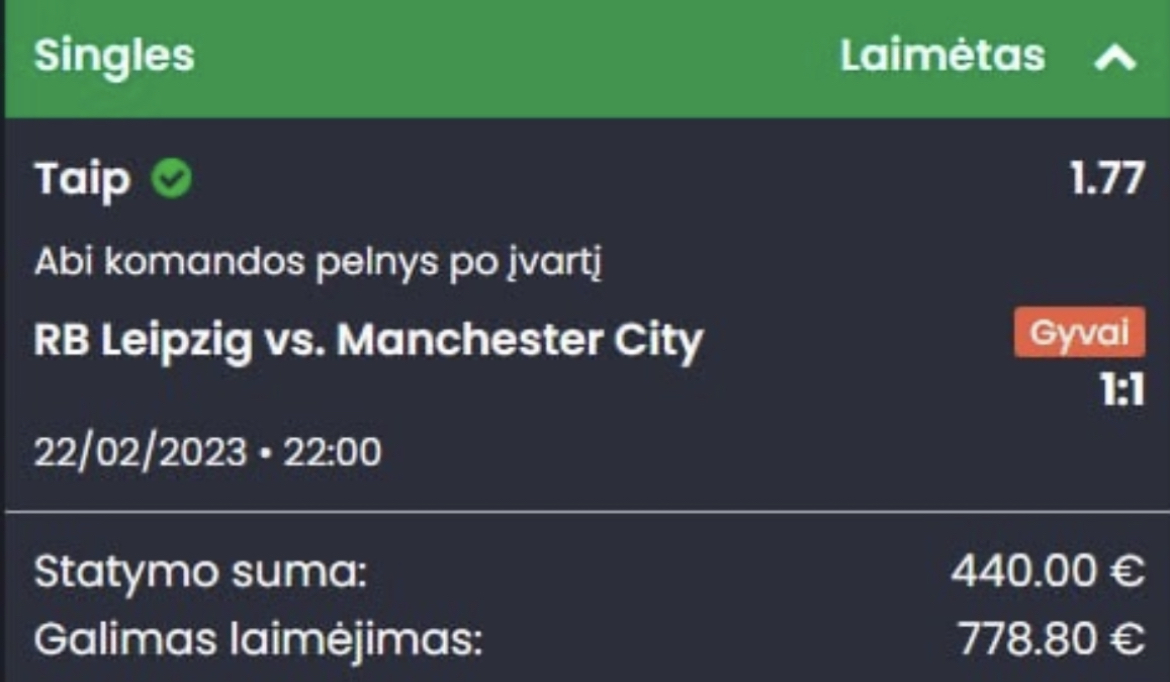 Singles Laimėtas
Taip 1.77
Abi komandos pelnys po įvartį
RB Leipzig vs. Manchester City Gyvai
1:1
22/02/2023 • 22:00
Statymo suma: 440.00 €
Galimas laimėjimas: 778.80 €